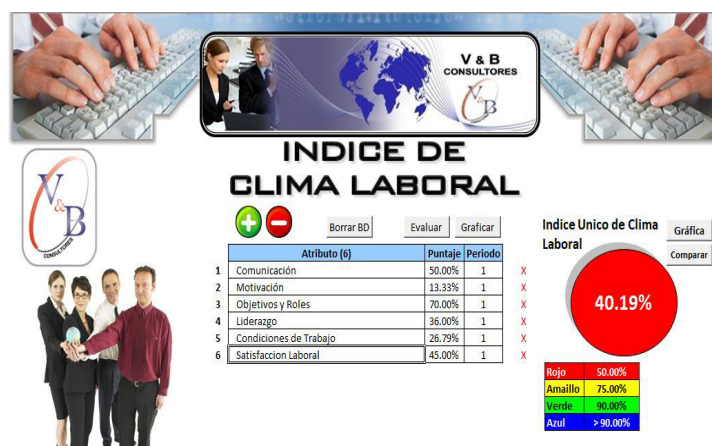 V & B
CONSULTORES
V&B
INDICE DE
CLIMA LABORAL
V&B
CONSULTORES
Borrar BD Evaluar Graficar
Atributo (6) Puntaje Periodo
1 Comunicación 50.00% 1 X
2 Motivación 13.33% 1 X
3 Objetivos y Roles 70.00% 1 X
4 Liderazgo 36.00% 1 X
5 Condiciones de Trabajo 26.79% 1 X
6 Satisfaccion Laboral 45.00% 1 X
Indice Unico de Clima
Laboral
Gráfica
Comparar
40.19%
Rojo 50.00%
Amaillo 75.00%
Verde 90.00%
Azul > 90.00%